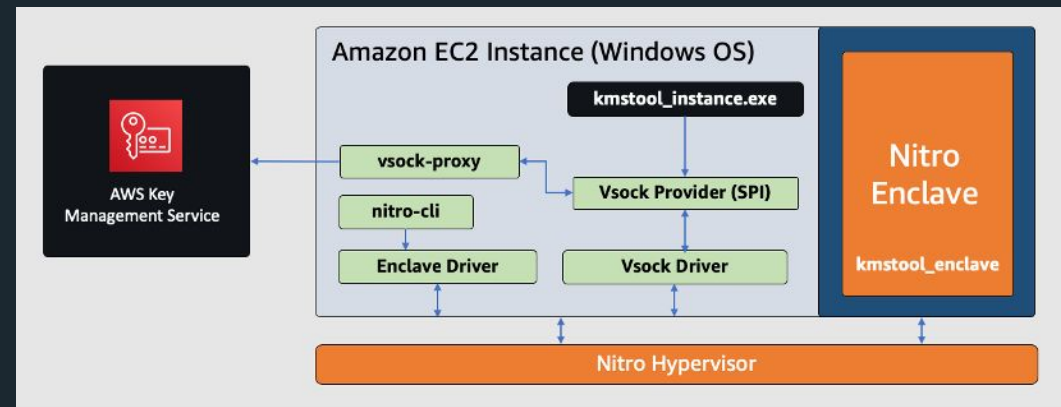 Amazon EC2 Instance (Windows OS)
kmstool_instance.exe
AWS Key
Management Service
vsock-proxy
Vsock Provider (SPI)
nitro-cli
Enclave Driver
Vsock Driver
Nitro
Enclave
kmstool_enclave
Nitro Hypervisor